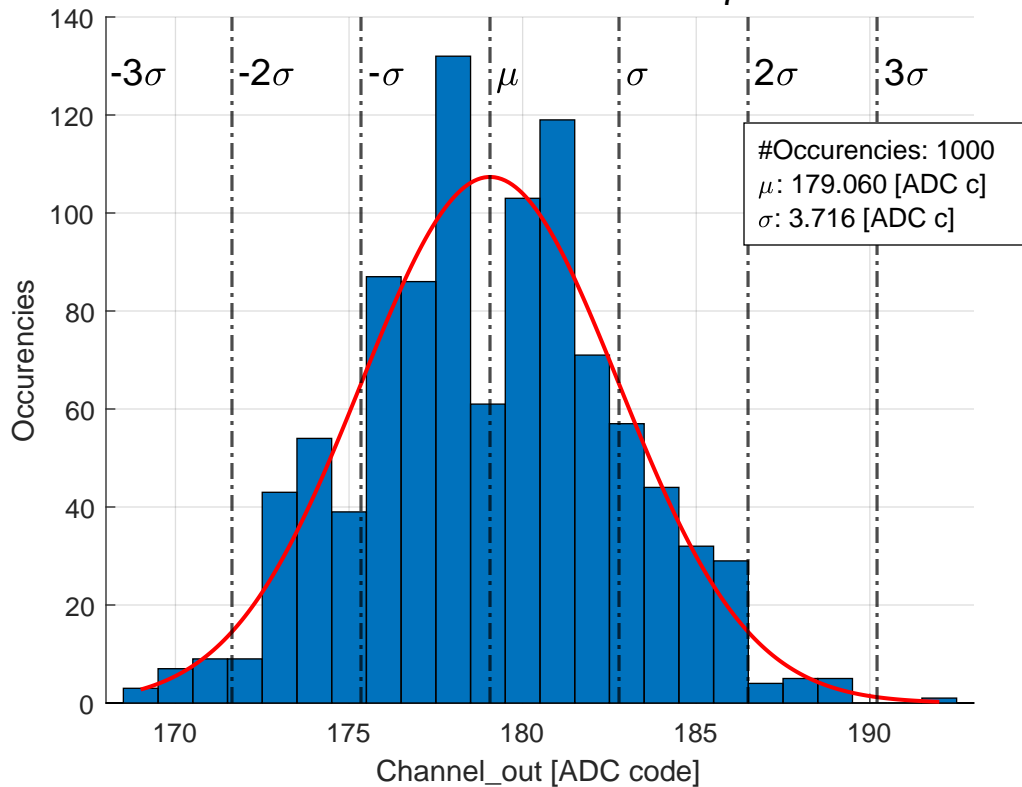 140
120
100
80
60
40
20
0
Occurencies
-3σ
-2σ
-σ
μ
σ
2σ
3σ
#Occurencies: 1000
μ: 179.060 [ADC c]
σ: 3.716 [ADC c]
170
175
180
185
190
Channel_out [ADC code]